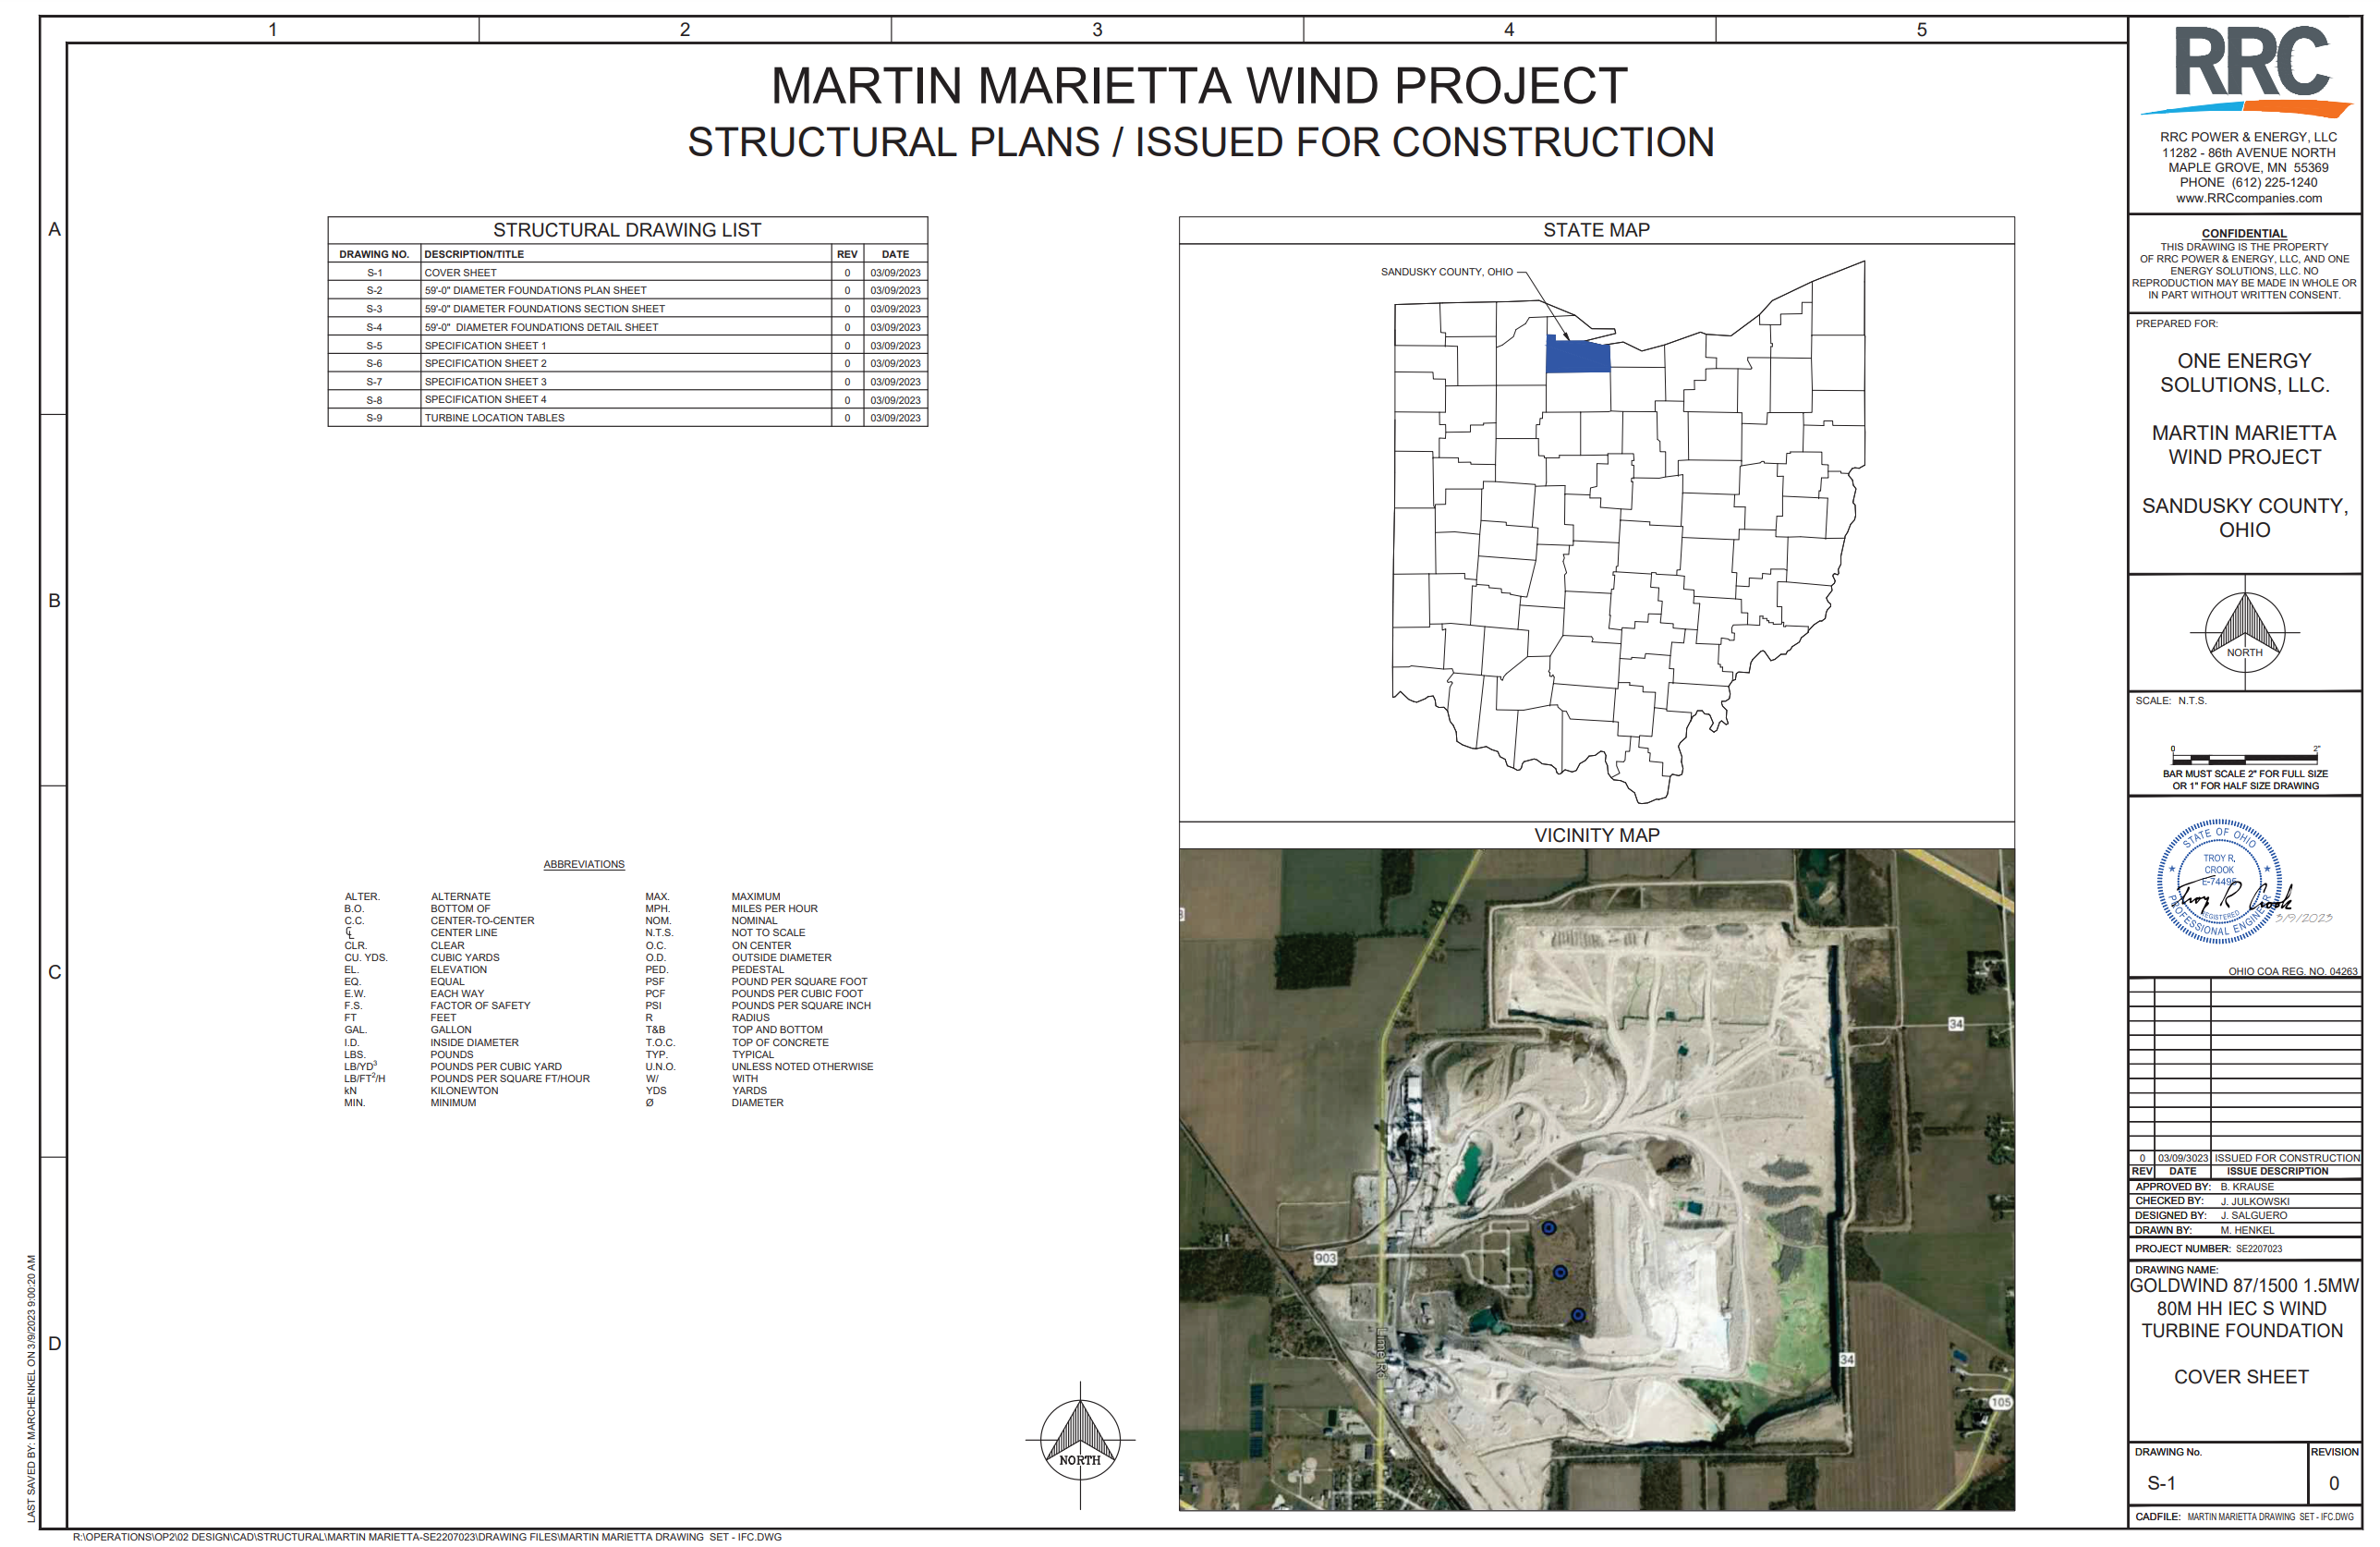 1 2 3 4 5
MARTIN MARIETTA WIND PROJECT
STRUCTURAL PLANS / ISSUED FOR CONSTRUCTION
A
B
C
D
STRUCTURAL DRAWING LIST
DRAWING NO. DESCRIPTION/TITLE REV DATE
S-1 COVER SHEET 0 03/09/2023
S-2 59'-0" DIAMETER FOUNDATIONS PLAN SHEET 0 03/09/2023
S-3 59'-0" DIAMETER FOUNDATIONS SECTION SHEET 0 03/09/2023
S-4 59'-0" DIAMETER FOUNDATIONS DETAIL SHEET 0 03/09/2023
S-5 SPECIFICATION SHEET 1 0 03/09/2023
S-6 SPECIFICATION SHEET 2 0 03/09/2023
S-7 SPECIFICATION SHEET 3 0 03/09/2023
S-8 SPECIFICATION SHEET 4 0 03/09/2023
S-9 TURBINE LOCATION TABLES 0 03/09/2023
ABBREVIATIONS
ALTER. ALTERNATE MAX. MAXIMUM
B.O. BOTTOM OF MPH. MILES PER HOUR
C.C. CENTER-TO-CENTER NOM. NOMINAL
℄ CENTER LINE N.T.S. NOT TO SCALE
CLR. CLEAR O.C. ON CENTER
CU. YDS. CUBIC YARDS O.D. OUTSIDE DIAMETER
EL. ELEVATION PED. PEDESTAL
EQ. EQUAL PSF POUND PER SQUARE FOOT
E.W. EACH WAY PCF POUNDS PER CUBIC FOOT
F.S. FACTOR OF SAFETY PSI POUNDS PER SQUARE INCH
FT FEET R RADIUS
GAL. GALLON T&B TOP AND BOTTOM
I.D. INSIDE DIAMETER T.O.C. TOP OF CONCRETE
LBS. POUNDS TYP. TYPICAL
LB/YD³ POUNDS PER CUBIC YARD U.N.O. UNLESS NOTED OTHERWISE
LB/FT²/H POUNDS PER SQUARE FT/HOUR W/ WITH
kN KILONEWTON YDS YARDS
MIN. MINIMUM Ø DIAMETER
NORTH
STATE MAP
SANDUSKY COUNTY, OHIO
VICINITY MAP
34
903
34
105
Lime Rd
RRC
RRC POWER & ENERGY, LLC
11282 - 86th AVENUE NORTH
MAPLE GROVE, MN 55369
PHONE (612) 225-1240
www.RRCcompanies.com
CONFIDENTIAL
THIS DRAWING IS THE PROPERTY
OF RRC POWER & ENERGY, LLC, AND ONE
ENERGY SOLUTIONS, LLC. NO
REPRODUCTION MAY BE MADE IN WHOLE OR
IN PART WITHOUT WRITTEN CONSENT.
PREPARED FOR:
ONE ENERGY
SOLUTIONS, LLC.
MARTIN MARIETTA
WIND PROJECT
SANDUSKY COUNTY,
OHIO
NORTH
SCALE: N.T.S.
0 2"
BAR MUST SCALE 2" FOR FULL SIZE
OR 1" FOR HALF SIZE DRAWING
STATE OF OHIO
TROY R.
CROOK
E-74495
REGISTERED
PROFESSIONAL ENGINEER
Troy R Crook
3/9/2023
OHIO COA REG. NO. 04263
0 03/09/3023 ISSUED FOR CONSTRUCTION
REV DATE ISSUE DESCRIPTION
APPROVED BY: B. KRAUSE
CHECKED BY: J. JULKOWSKI
DESIGNED BY: J. SALGUERO
DRAWN BY: M. HENKEL
PROJECT NUMBER: SE2207023
DRAWING NAME:
GOLDWIND 87/1500 1.5MW
80M HH IEC S WIND
TURBINE FOUNDATION
COVER SHEET
DRAWING No. REVISION
S-1 0
CADFILE: MARTIN MARIETTA DRAWING SET - IFC.DWG
LAST SAVED BY: MARCHENKEL ON 3/9/2023 9:00:20 AM
R:\OPERATIONS\OP2\02 DESIGN\CAD\STRUCTURAL\MARTIN MARIETTA-SE2207023\DRAWING FILES\MARTIN MARIETTA DRAWING SET - IFC.DWG